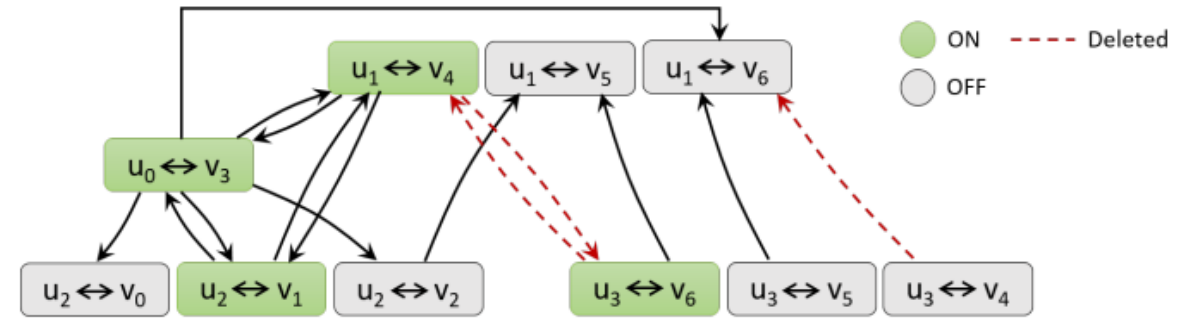 ON
Deleted
OFF
u₁ ↔ v₄
u₁ ↔ v₅
u₁ ↔ v₆
u₀ ↔ v₃
u₂ ↔ v₀
u₂ ↔ v₁
u₂ ↔ v₂
u₃ ↔ v₆
u₃ ↔ v₅
u₃ ↔ v₄